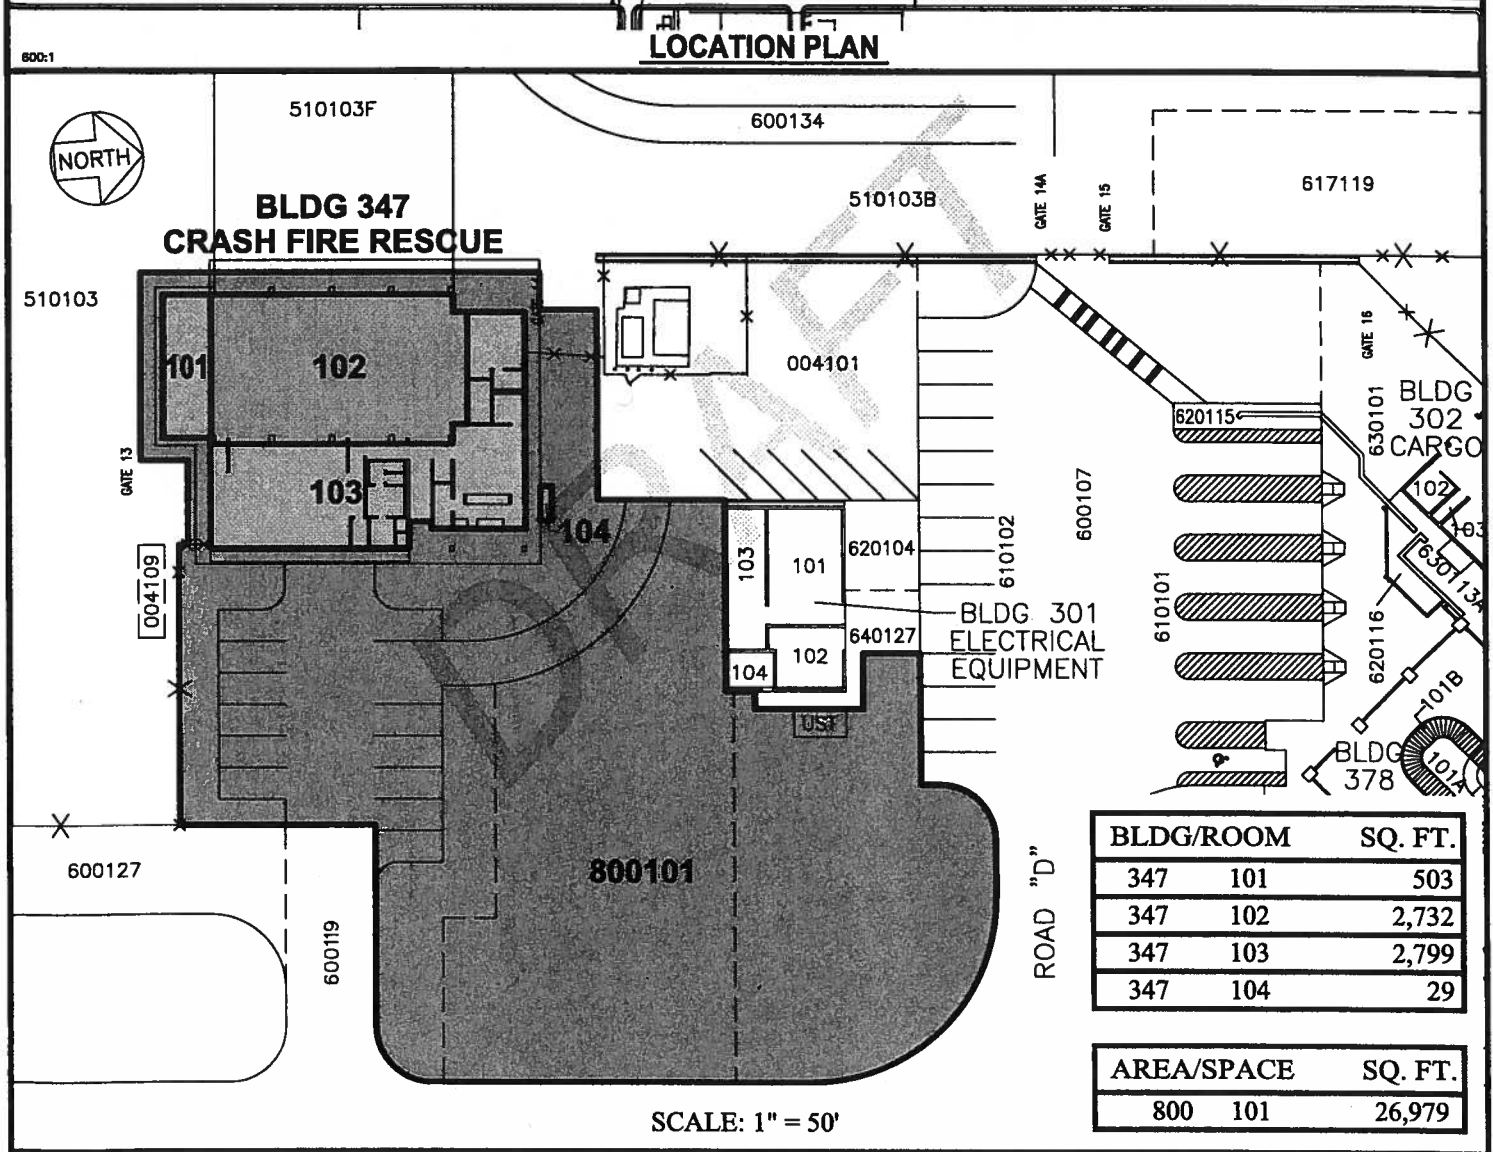 600:1
LOCATION PLAN
NORTH
510103F
600134
510103B
GATE 14A
GATE 15
617119
BLDG 347
CRASH FIRE RESCUE
510103
101
102
103
104
GATE 13
004109
004101
GATE 16
630101
BLDG
302
CARGO
102
103
620115
600107
610102
610101
620104
103
101
102
104
640127
BLDG 301
ELECTRICAL
EQUIPMENT
UST
630113A
620116
101B
BLDG
378
101A
DRAFT
600127
600119
800101
ROAD "D"
BLDG/ROOM SQ. FT.
347 101 503
347 102 2,732
347 103 2,799
347 104 29
AREA/SPACE SQ. FT.
800 101 26,979
SCALE: 1" = 50'